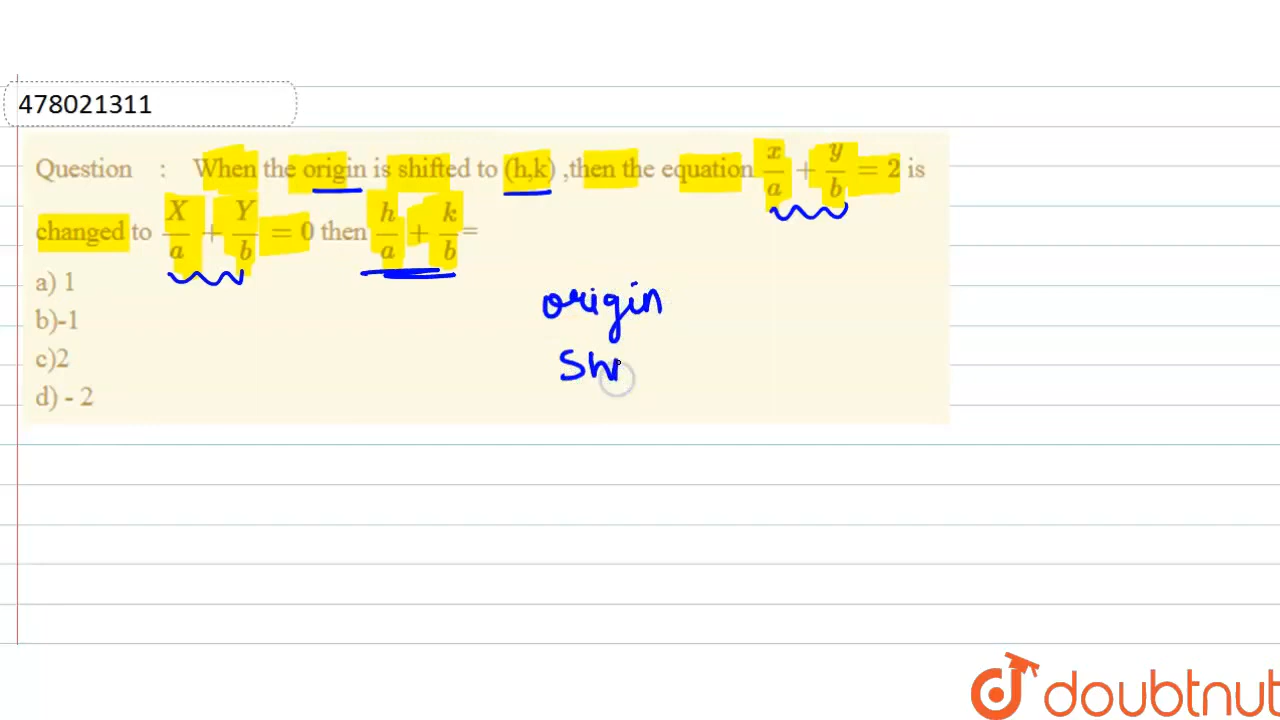 478021311
Question : When the origin is shifted to (h,k) ,then the equation x/a + y/b = 2 is
changed to X/a + Y/b = 0 then h/a + k/b =
a) 1
b)-1
c)2
d) - 2
origin
Shi
doubtnut